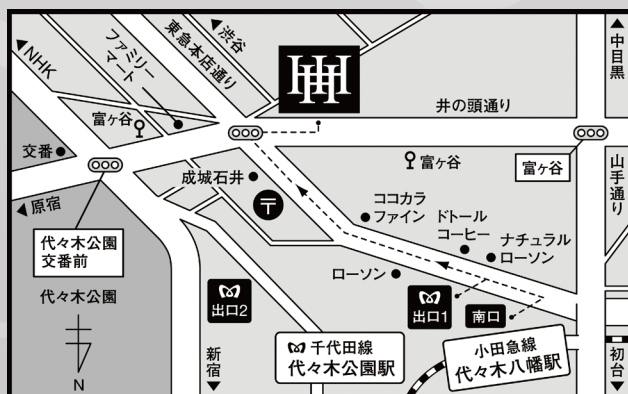 NHK
ファミリー
マート
東急本店通り
渋谷
HH
井の頭通り
中目黒
富ヶ谷
交番
富ヶ谷
富ヶ谷
山手通り
成城石井
〒
原宿
代々木公園
交番前
ココカラ
ファイン
ドトール
コーヒー
ナチュラル
ローソン
ローソン
代々木公園
出口2
出口1
南口
新宿
千代田線
代々木公園駅
小田急線
代々木八幡駅
初台
N